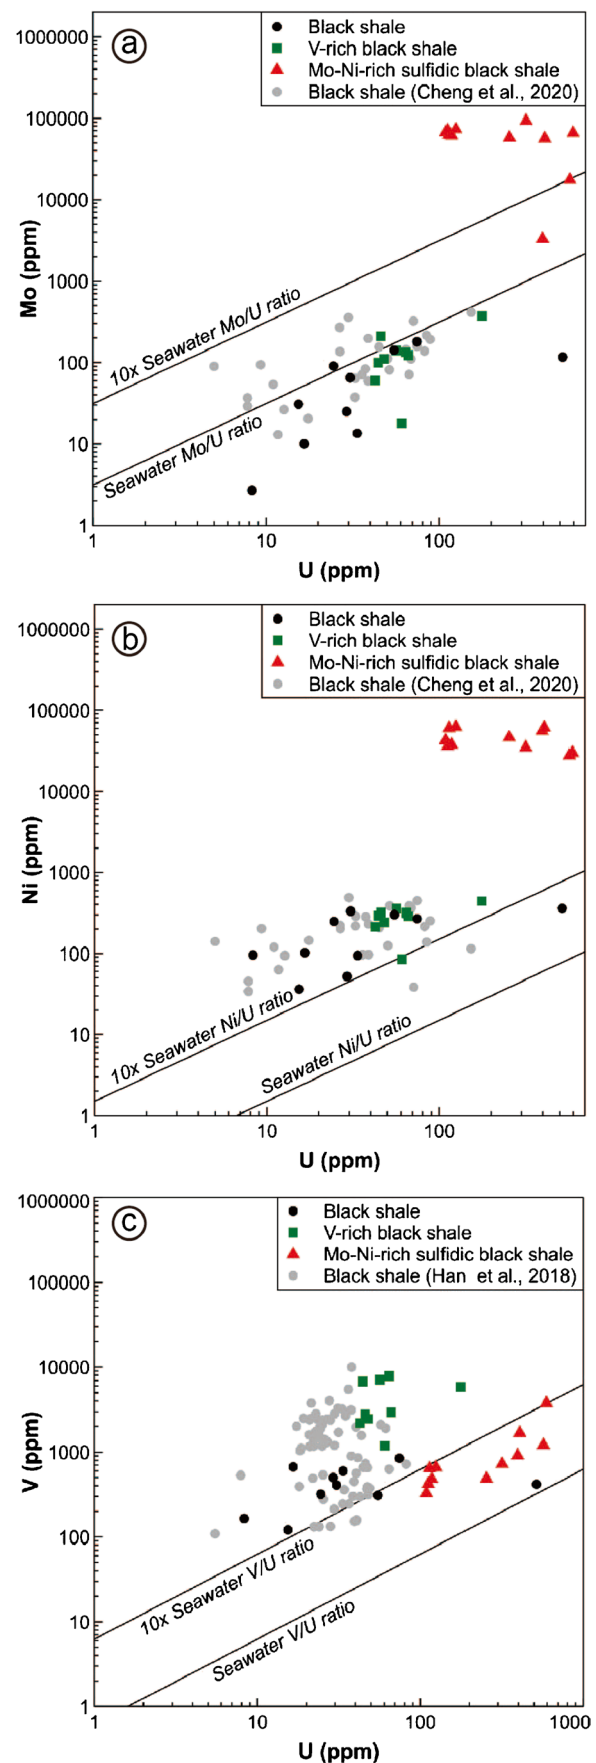 a
Black shale
V-rich black shale
Mo-Ni-rich sulfidic black shale
Black shale (Cheng et al., 2020)
1000000
100000
10000
1000
100
10
1
Mo (ppm)
10x Seawater Mo/U ratio
Seawater Mo/U ratio
1
10
100
U (ppm)
b
Black shale
V-rich black shale
Mo-Ni-rich sulfidic black shale
Black shale (Cheng et al., 2020)
1000000
100000
10000
1000
100
10
1
Ni (ppm)
10x Seawater Ni/U ratio
Seawater Ni/U ratio
1
10
100
U (ppm)
c
Black shale
V-rich black shale
Mo-Ni-rich sulfidic black shale
Black shale (Han et al., 2018)
1000000
100000
10000
1000
100
10
1
V (ppm)
10x Seawater V/U ratio
Seawater V/U ratio
1
10
100
1000
U (ppm)